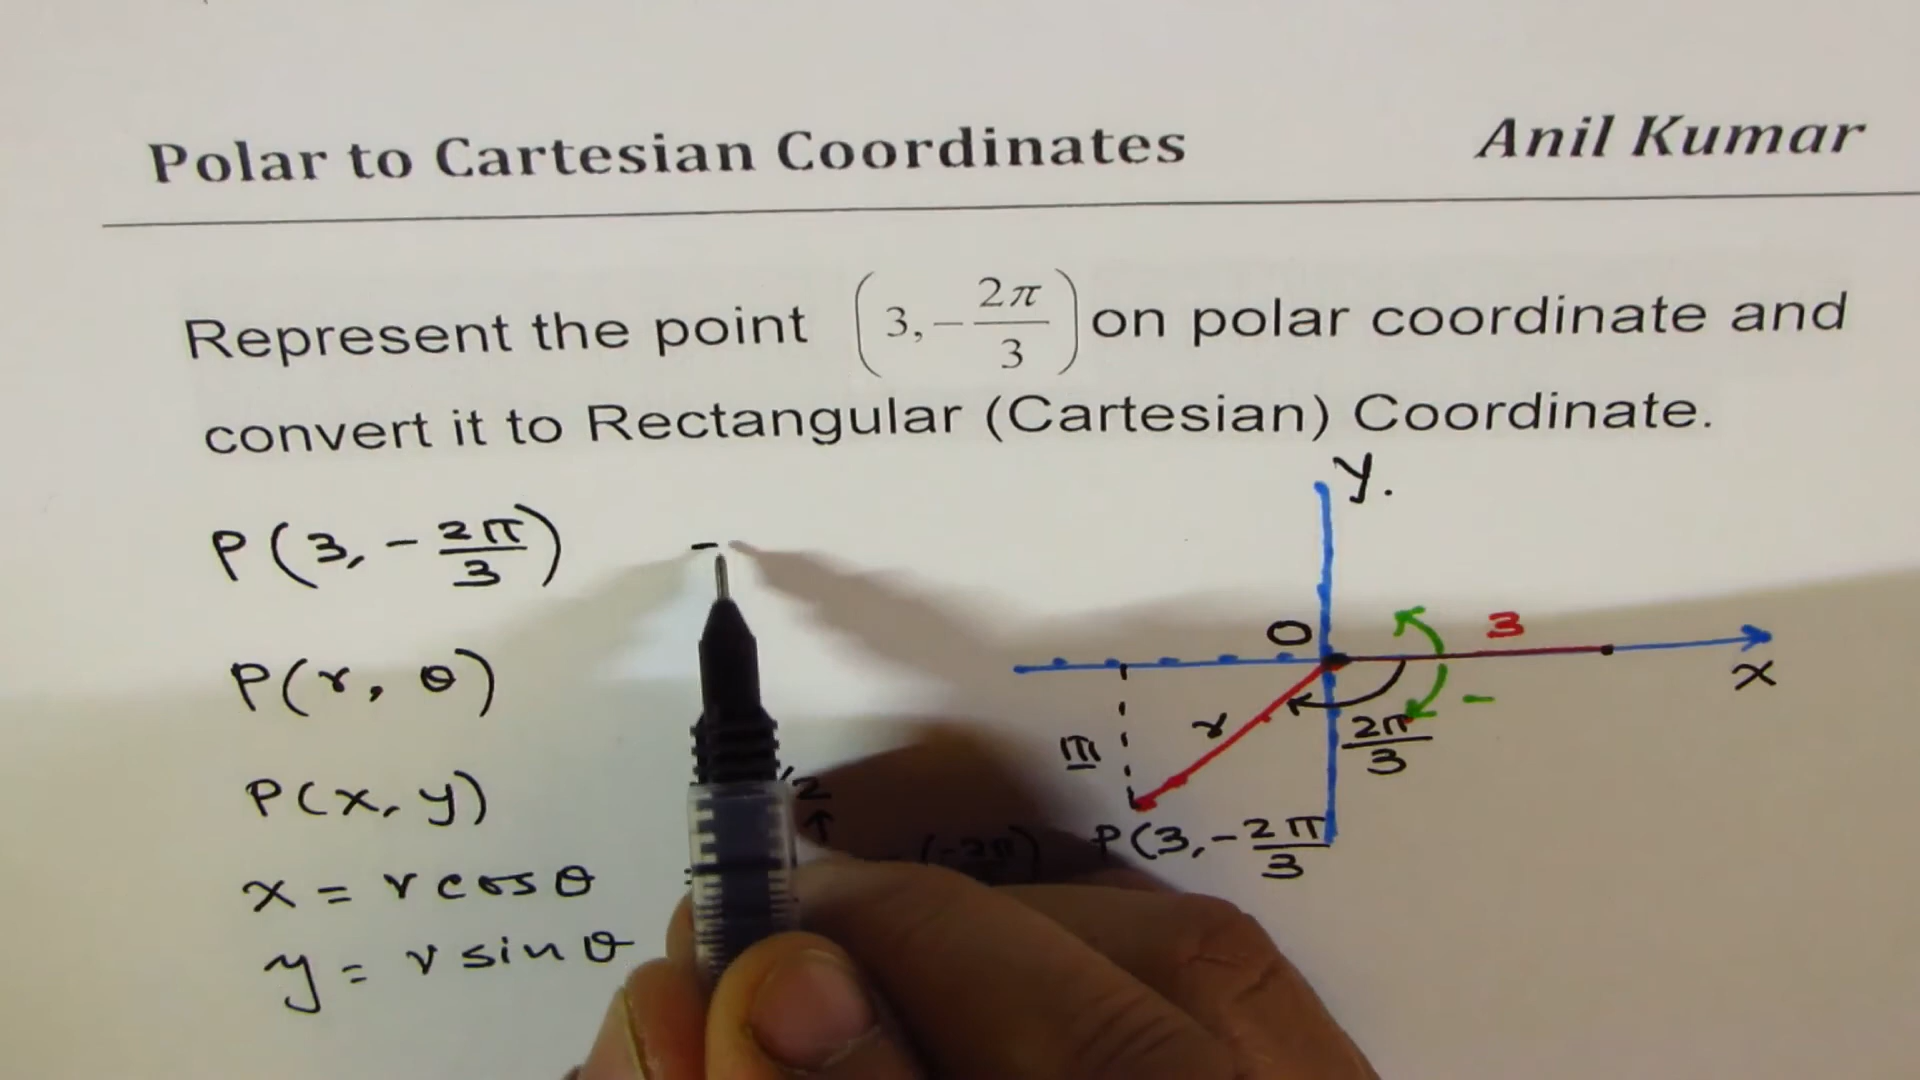 Polar to Cartesian Coordinates
Anil Kumar
Represent the point (3, -2π/3) on polar coordinate and
convert it to Rectangular (Cartesian) Coordinate.
P(3, -2π/3)
-
P(r, θ)
P(x, y)
x = r cos θ
y = r sin θ
y.
O
3
x
-
r
2π/3
III
P(3, -2π/3